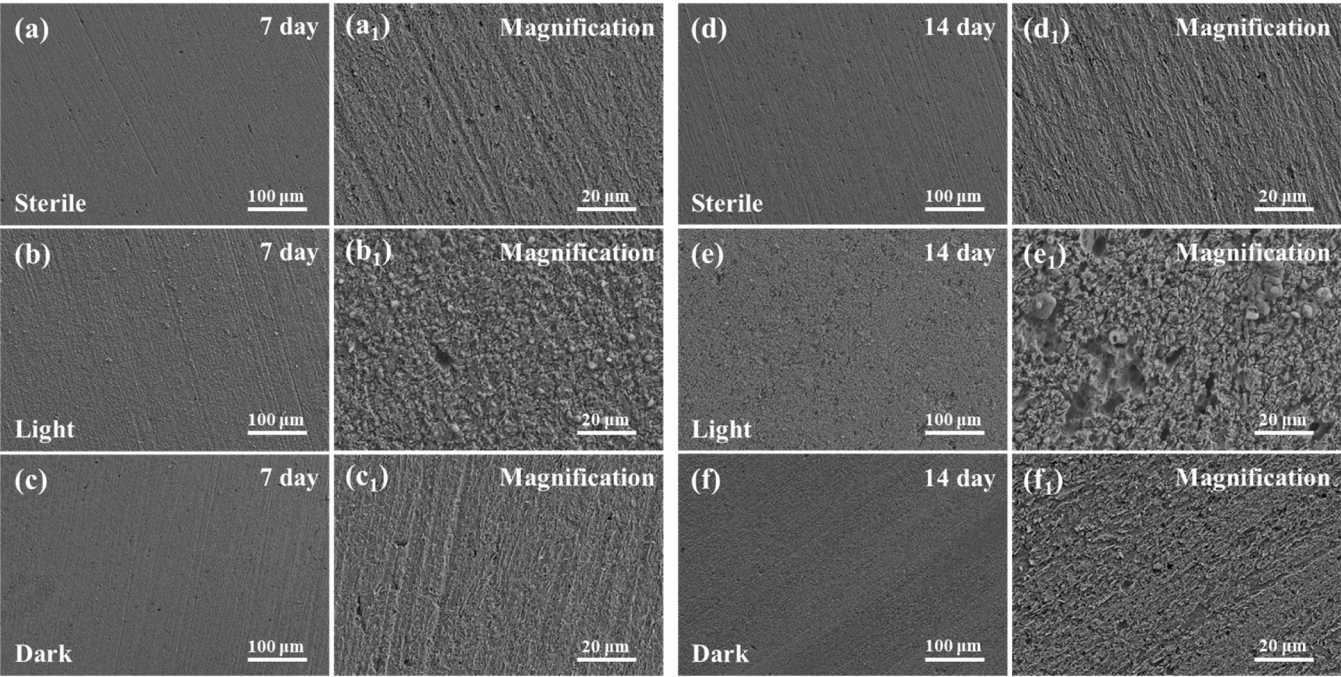 (a) 7 day
Sterile 100 μm
(a₁) Magnification
20 μm
(d) 14 day
Sterile 100 μm
(d₁) Magnification
20 μm
(b) 7 day
Light 100 μm
(b₁) Magnification
20 μm
(e) 14 day
Light 100 μm
(e₁) Magnification
20 μm
(c) 7 day
Dark 100 μm
(c₁) Magnification
20 μm
(f) 14 day
Dark 100 μm
(f₁) Magnification
20 μm